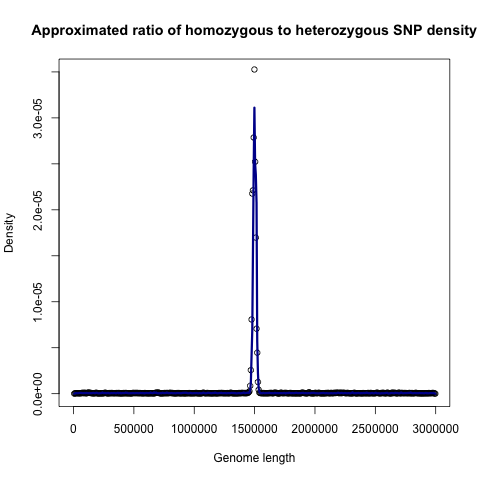 Approximated ratio of homozygous to heterozygous SNP density
3.0e-05
2.0e-05
1.0e-05
0.0e+00
Density
0 500000 1000000 1500000 2000000 2500000 3000000
Genome length